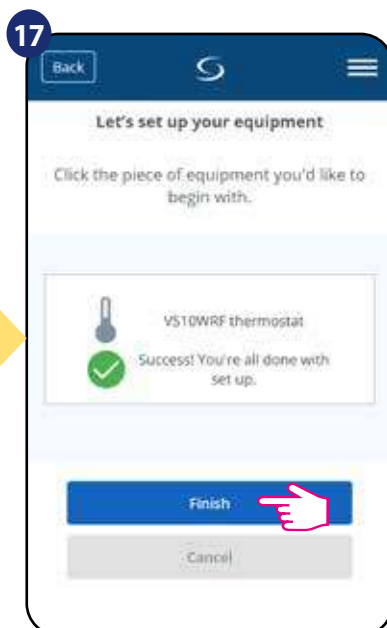 17
Back
Let's set up your equipment
Click the piece of equipment you'd like to
begin with.
VS10WRF thermostat
Success! You're all done with
set up.
Finish
Cancel